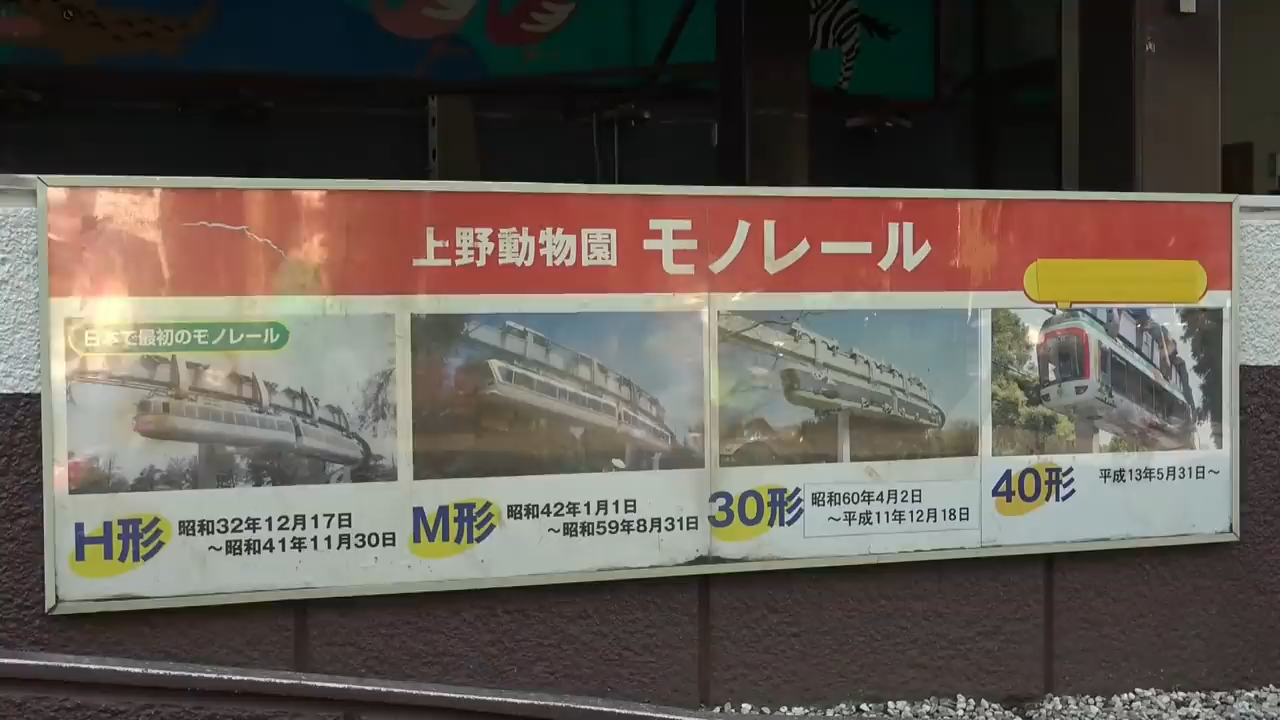 上野動物園 モノレール
日本で最初のモノレール
H形 昭和32年12月17日
～昭和41年11月30日
M形 昭和42年1月1日
～昭和59年8月31日
30形 昭和60年4月2日
～平成11年12月18日
40形 平成13年5月31日～